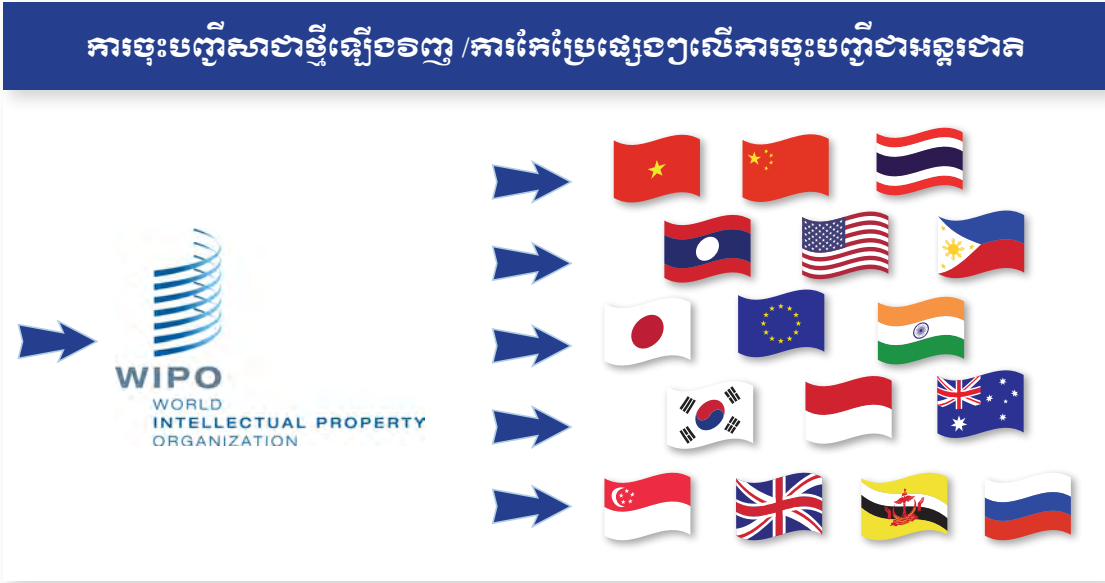 ការចុះបញ្ជីសាជាថ្មីឡើងវិញ /ការកែប្រែផ្សេងៗលើការចុះបញ្ជីជាអន្តរជាតិ
WIPO
WORLD
INTELLECTUAL PROPERTY
ORGANIZATION